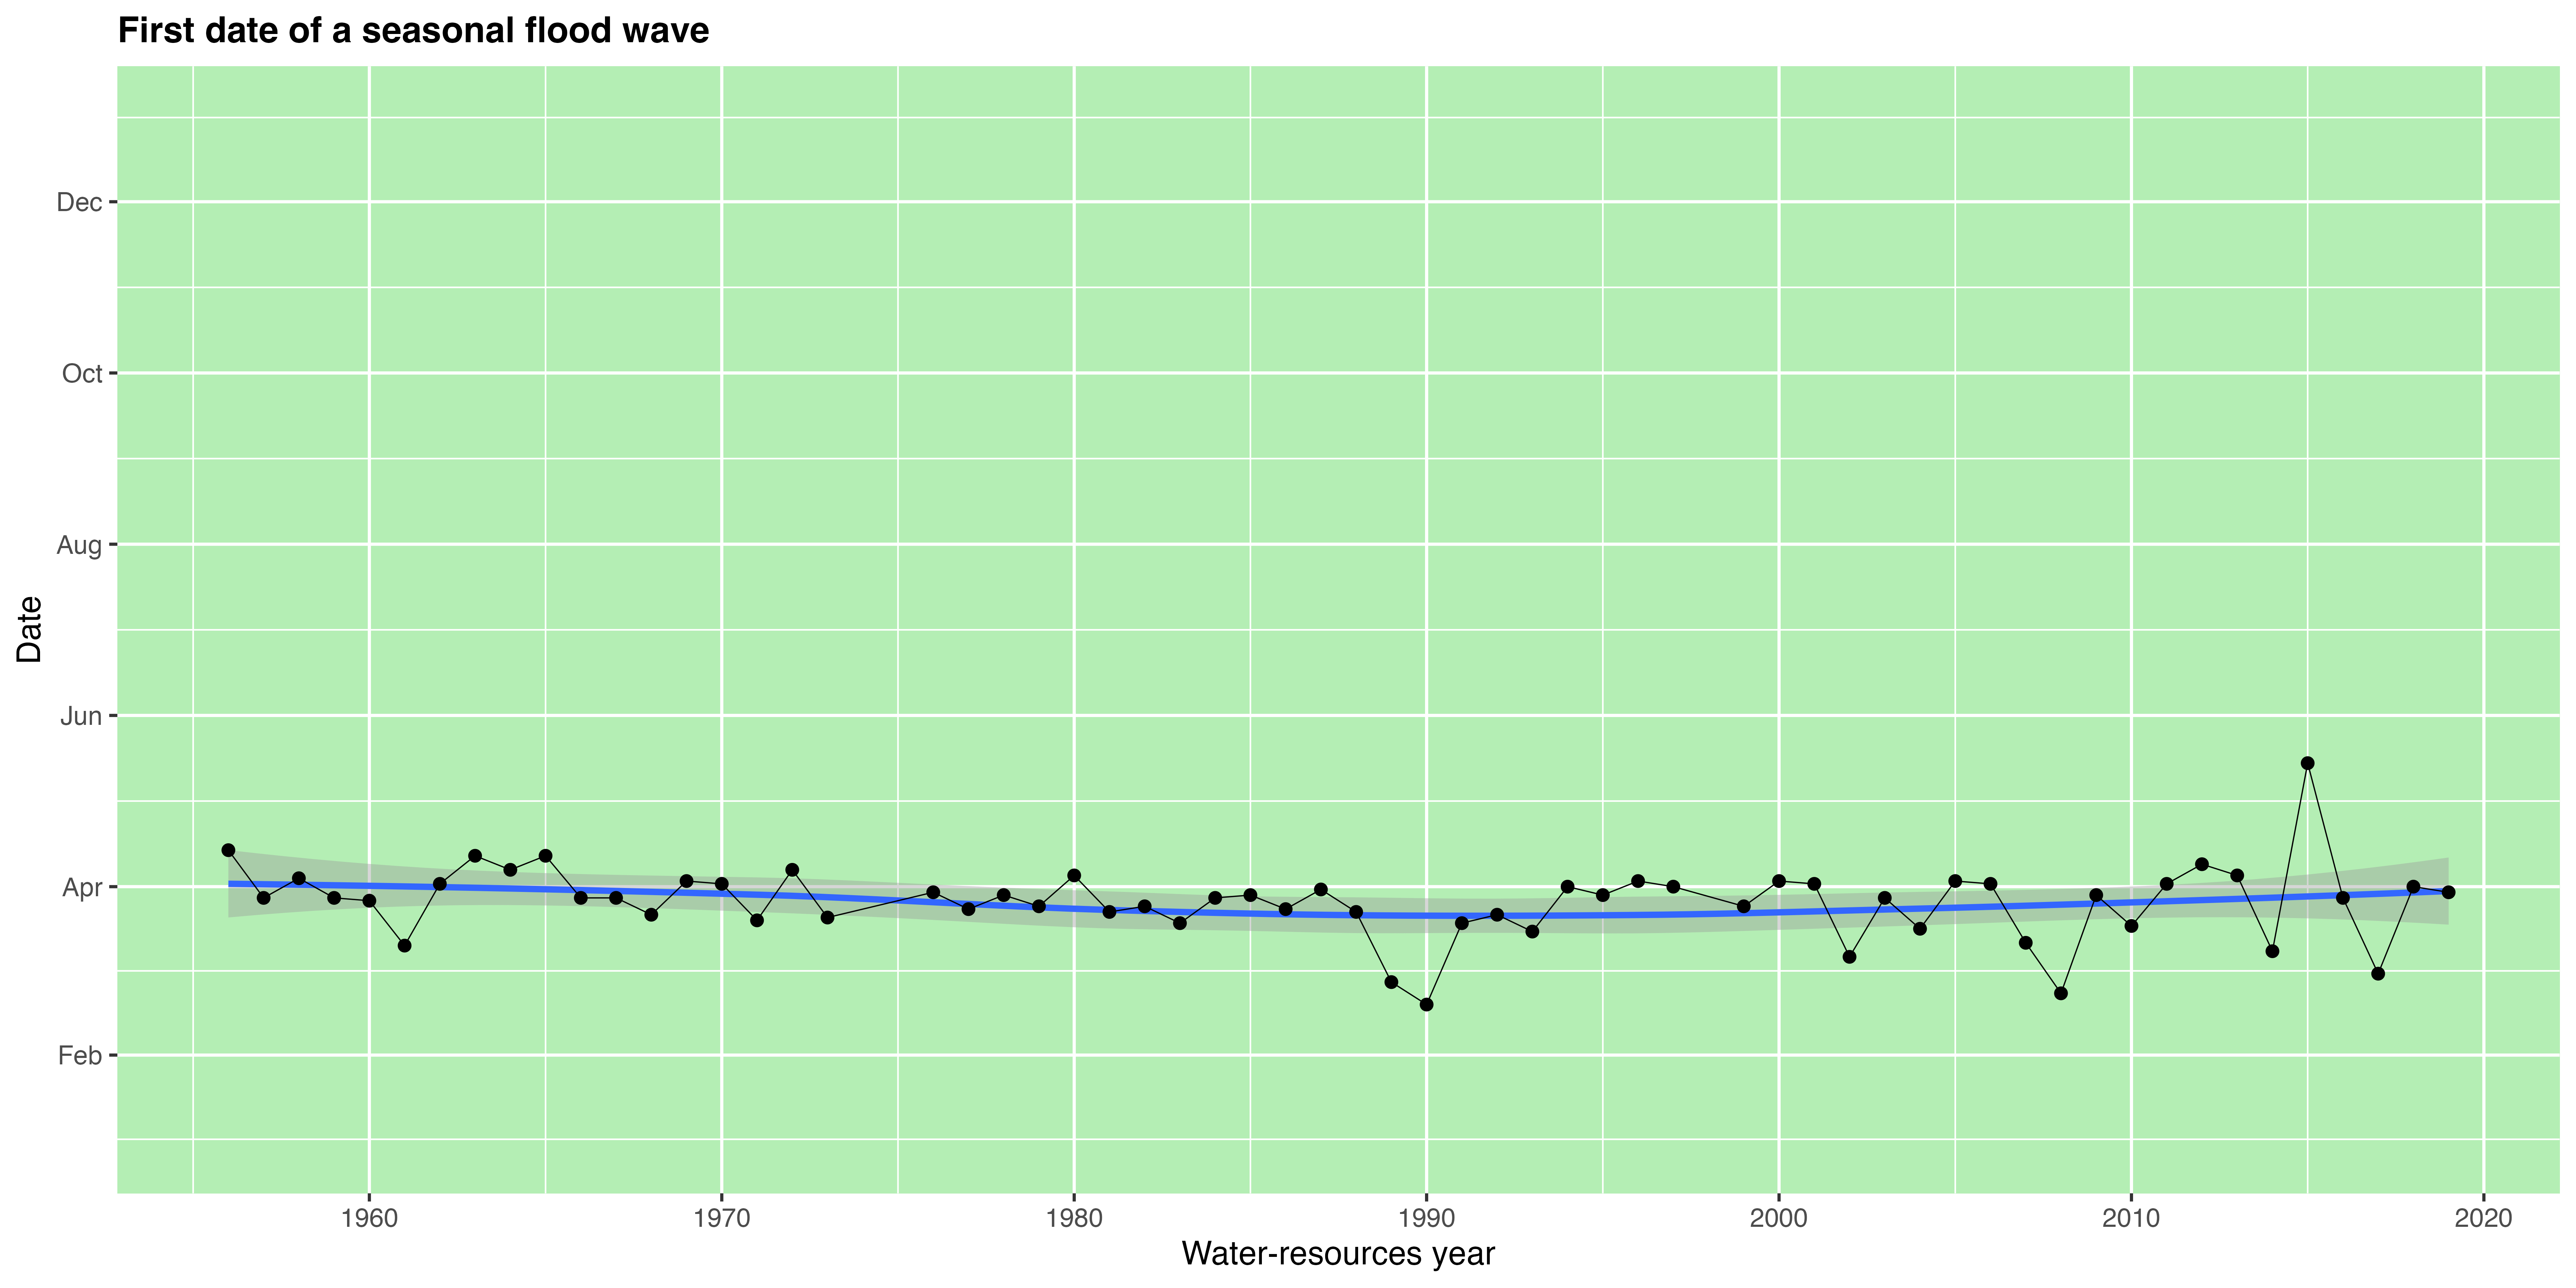 First date of a seasonal flood wave
Date
Dec
Oct
Aug
Jun
Apr
Feb
1960 1970 1980 1990 2000 2010 2020
Water-resources year